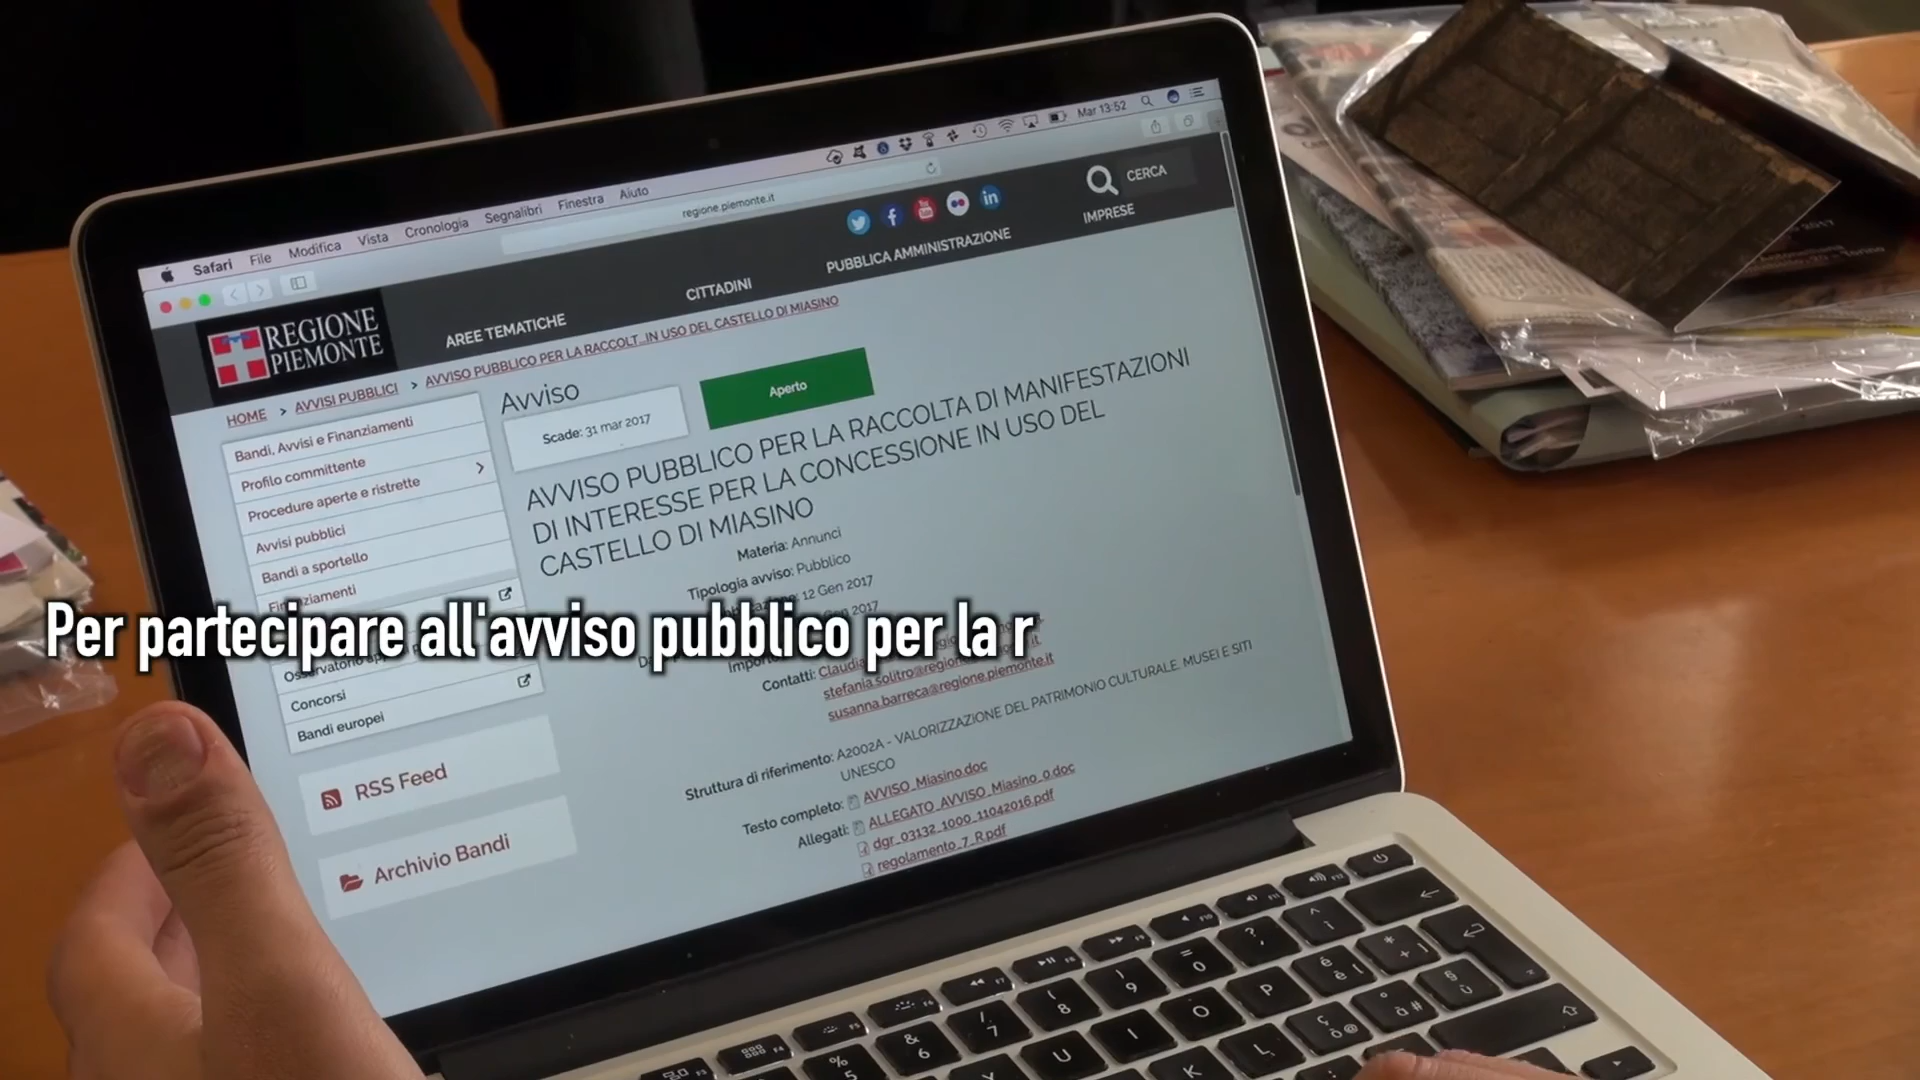 Safari File Modifica Vista Cronologia Segnalibri Finestra Aiuto
Mar 13:52
regione.piemonte.it
REGIONE
PIEMONTE
CERCA
AREE TEMATICHE CITTADINI PUBBLICA AMMINISTRAZIONE IMPRESE
HOME > AVVISI PUBBLICI > AVVISO PUBBLICO PER LA RACCOLT...IN USO DEL CASTELLO DI MIASINO
Bandi, Avvisi e Finanziamenti
Profilo committente
Procedure aperte e ristrette
Avvisi pubblici
Bandi a sportello
Concorsi
Bandi europei
RSS Feed
Archivio Bandi
Avviso
Scade: 31 mar 2017
Aperto
AVVISO PUBBLICO PER LA RACCOLTA DI MANIFESTAZIONI
DI INTERESSE PER LA CONCESSIONE IN USO DEL
CASTELLO DI MIASINO
Materia: Annunci
Tipologia avviso: Pubblico
12 Gen 2017
2017
Contatti: Claudia
stefania.solitro@regione
susanna.barreca@regione.piemonte.it
Struttura di riferimento: A2002A - VALORIZZAZIONE DEL PATRIMONIO CULTURALE, MUSEI E SITI
UNESCO
Testo completo: AVVISO_Miasino.doc
Allegati: ALLEGATO_AVVISO_Miasino_0.doc
dgr_03132_1000_11042016.pdf
regolamento_7_R.pdf
Per partecipare all'avviso pubblico per la r